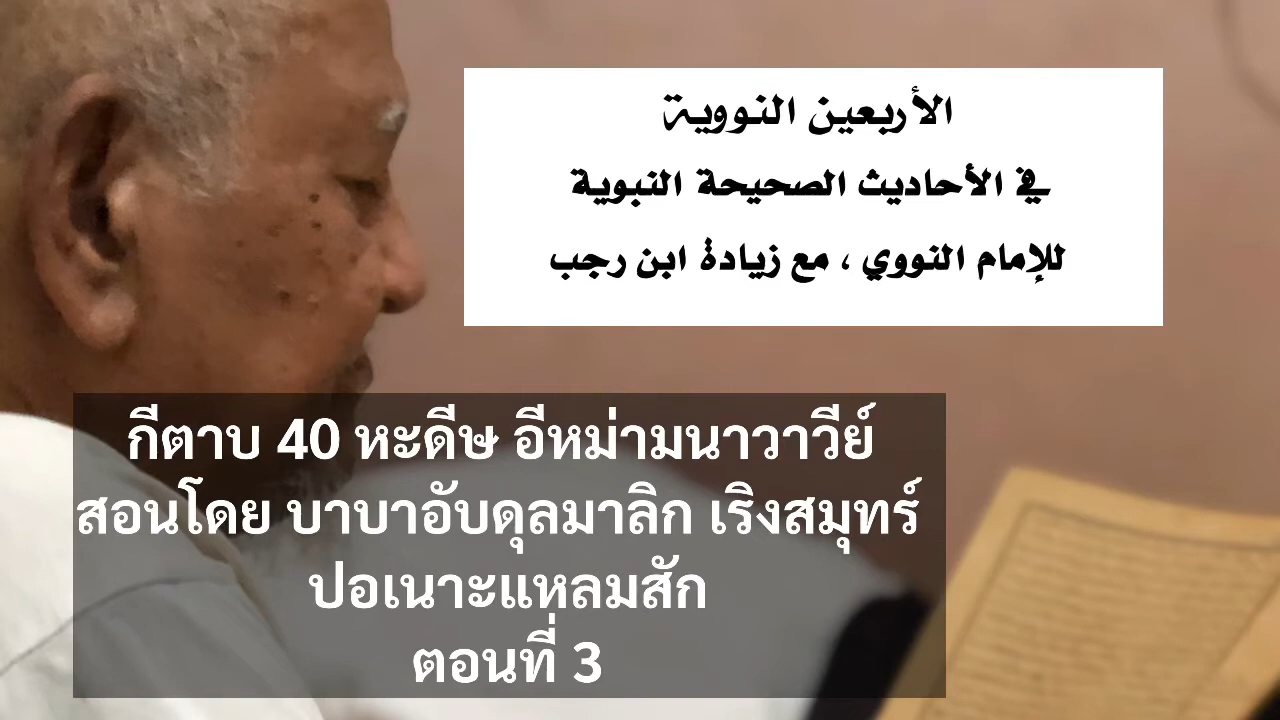 الأربعين النووية
في الأحاديث الصحيحة النبوية
للإمام النووي ، مع زيادة ابن رجب
กีตาบ 40 หะดีษ อีหม่ามนาวาวีย์
สอนโดย บาบาอับดุลมาลิก เริงสมุทร์
ปอเนาะแหลมสัก
ตอนที่ 3